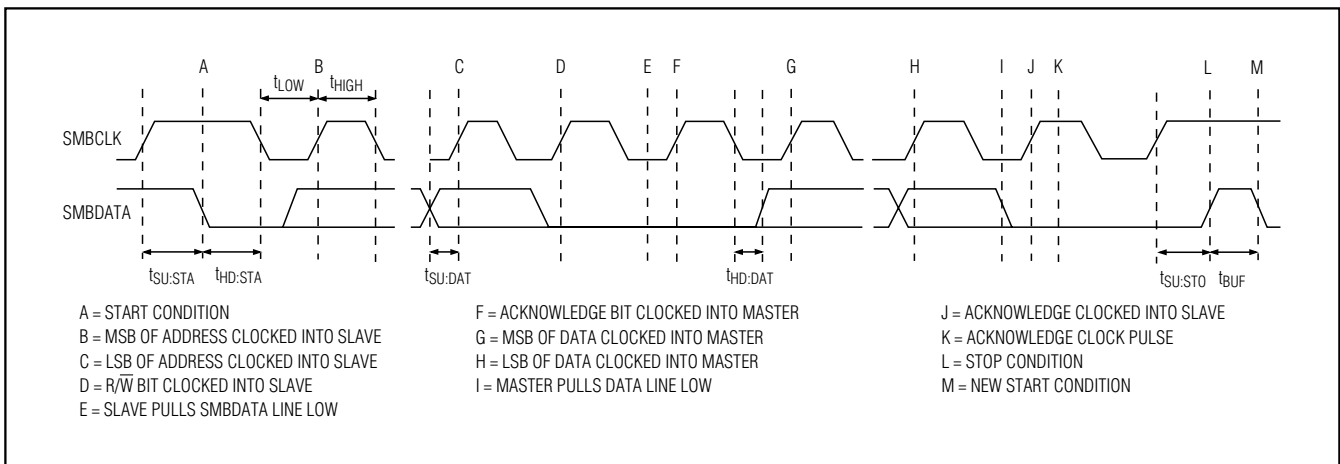 A B C D E F G H I J K L M
tLOW tHIGH
SMBCLK
SMBDATA
tSU:STA tHD:STA tSU:DAT tHD:DAT tSU:STO tBUF
A = START CONDITION
B = MSB OF ADDRESS CLOCKED INTO SLAVE
C = LSB OF ADDRESS CLOCKED INTO SLAVE
D = R/W̅ BIT CLOCKED INTO SLAVE
E = SLAVE PULLS SMBDATA LINE LOW
F = ACKNOWLEDGE BIT CLOCKED INTO MASTER
G = MSB OF DATA CLOCKED INTO MASTER
H = LSB OF DATA CLOCKED INTO MASTER
I = MASTER PULLS DATA LINE LOW
J = ACKNOWLEDGE CLOCKED INTO SLAVE
K = ACKNOWLEDGE CLOCK PULSE
L = STOP CONDITION
M = NEW START CONDITION